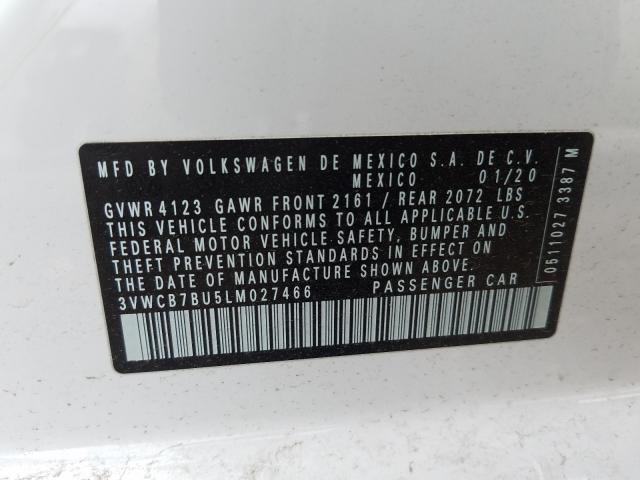 MFD BY VOLKSWAGEN DE MEXICO S.A. DE C.V.
MEXICO 01/20
GVWR 4123 GAWR FRONT 2161 / REAR 2072 LBS
THIS VEHICLE CONFORMS TO ALL APPLICABLE U.S.
FEDERAL MOTOR VEHICLE SAFETY, BUMPER AND
THEFT PREVENTION STANDARDS IN EFFECT ON
THE DATE OF MANUFACTURE SHOWN ABOVE.
3VWCB7BU5LM027466 PASSENGER CAR
0511027 3387 M